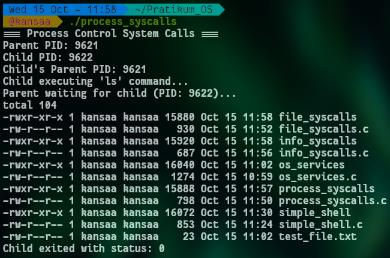 Wed 15 Oct - 11:58 ~/Pratikum_OS
@kansaa ./process_syscalls
=== Process Control System Calls ===
Parent PID: 9621
Child PID: 9622
Child's Parent PID: 9621
Child executing 'ls' command...
Parent waiting for child (PID: 9622)...
total 104
-rwxr-xr-x 1 kansaa kansaa 15880 Oct 15 11:58 file_syscalls
-rw-r--r-- 1 kansaa kansaa 930 Oct 15 11:52 file_syscalls.c
-rwxr-xr-x 1 kansaa kansaa 15920 Oct 15 11:58 info_syscalls
-rw-r--r-- 1 kansaa kansaa 687 Oct 15 11:56 info_syscalls.c
-rwxr-xr-x 1 kansaa kansaa 16040 Oct 15 11:02 os_services
-rw-r--r-- 1 kansaa kansaa 1274 Oct 15 10:59 os_services.c
-rwxr-xr-x 1 kansaa kansaa 15888 Oct 15 11:57 process_syscalls
-rw-r--r-- 1 kansaa kansaa 798 Oct 15 11:50 process_syscalls.c
-rwxr-xr-x 1 kansaa kansaa 16072 Oct 15 11:30 simple_shell
-rw-r--r-- 1 kansaa kansaa 853 Oct 15 11:24 simple_shell.c
-rw-r--r-- 1 kansaa kansaa 23 Oct 15 11:02 test_file.txt
Child exited with status: 0